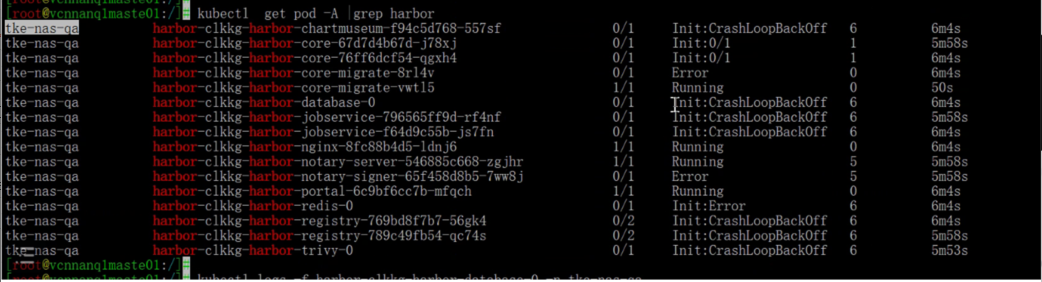 [root@vcnnanqlmaste01:/]# kubectl  get pod -A |grep harbor
tke-nas-qa harbor-clkkg-harbor-chartmuseum-f94c5d768-557sf 0/1 Init:CrashLoopBackOff 6 6m4s
tke-nas-qa harbor-clkkg-harbor-core-67d7d4b67d-j78xj 0/1 Init:0/1 1 5m58s
tke-nas-qa harbor-clkkg-harbor-core-76ff6dcf54-qgxh4 0/1 Init:0/1 1 6m4s
tke-nas-qa harbor-clkkg-harbor-core-migrate-8rl4v 0/1 Error 0 6m4s
tke-nas-qa harbor-clkkg-harbor-core-migrate-vwtl5 1/1 Running 0 50s
tke-nas-qa harbor-clkkg-harbor-database-0 0/1 Init:CrashLoopBackOff 6 6m4s
tke-nas-qa harbor-clkkg-harbor-jobservice-796565ff9d-rf4nf 0/1 Init:CrashLoopBackOff 6 5m58s
tke-nas-qa harbor-clkkg-harbor-jobservice-f64d9c55b-js7fn 0/1 Init:CrashLoopBackOff 6 6m4s
tke-nas-qa harbor-clkkg-harbor-nginx-8fc88b4d5-ldnj6 1/1 Running 0 6m4s
tke-nas-qa harbor-clkkg-harbor-notary-server-546885c668-zgjhr 1/1 Running 5 5m58s
tke-nas-qa harbor-clkkg-harbor-notary-signer-65f458d8b5-7ww8j 0/1 Error 5 5m58s
tke-nas-qa harbor-clkkg-harbor-portal-6c9bf6cc7b-mfqch 1/1 Running 0 6m4s
tke-nas-qa harbor-clkkg-harbor-redis-0 0/1 Init:Error 6 6m4s
tke-nas-qa harbor-clkkg-harbor-registry-769bd8f7b7-56gk4 0/2 Init:CrashLoopBackOff 6 6m4s
tke-nas-qa harbor-clkkg-harbor-registry-789c49fb54-qc74s 0/2 Init:CrashLoopBackOff 6 5m58s
tke-nas-qa harbor-clkkg-harbor-trivy-0 0/1 Init:CrashLoopBackOff 6 5m53s
[root@vcnnanqlmaste01:/]# kubectl logs -f harbor-clkkg-harbor-database-0 -n tke-nas-qa